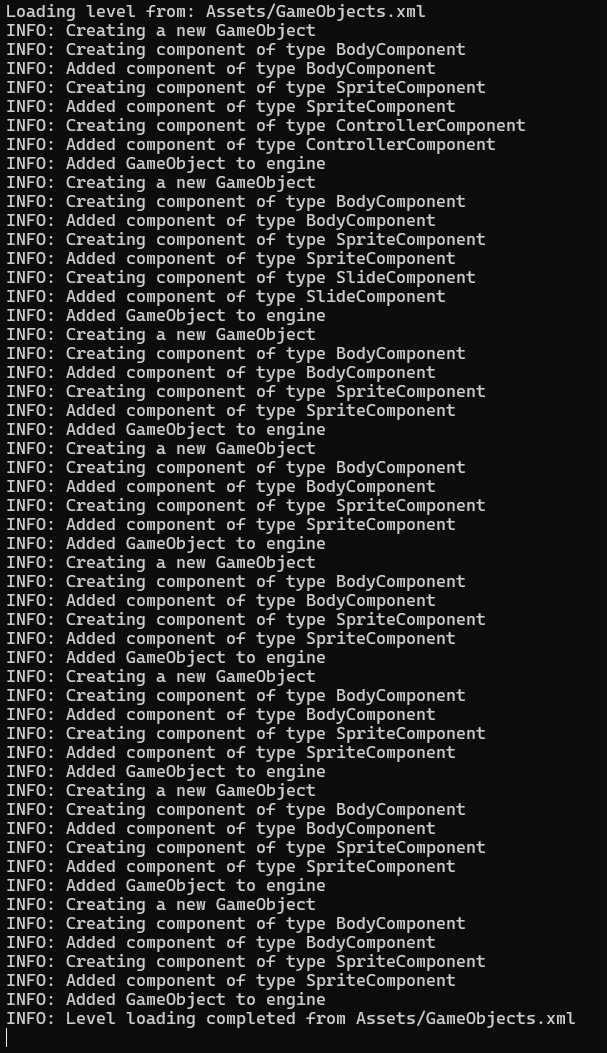 Loading level from: Assets/GameObjects.xml
INFO: Creating a new GameObject
INFO: Creating component of type BodyComponent
INFO: Added component of type BodyComponent
INFO: Creating component of type SpriteComponent
INFO: Added component of type SpriteComponent
INFO: Creating component of type ControllerComponent
INFO: Added component of type ControllerComponent
INFO: Added GameObject to engine
INFO: Creating a new GameObject
INFO: Creating component of type BodyComponent
INFO: Added component of type BodyComponent
INFO: Creating component of type SpriteComponent
INFO: Added component of type SpriteComponent
INFO: Creating component of type SlideComponent
INFO: Added component of type SlideComponent
INFO: Added GameObject to engine
INFO: Creating a new GameObject
INFO: Creating component of type BodyComponent
INFO: Added component of type BodyComponent
INFO: Creating component of type SpriteComponent
INFO: Added component of type SpriteComponent
INFO: Added GameObject to engine
INFO: Creating a new GameObject
INFO: Creating component of type BodyComponent
INFO: Added component of type BodyComponent
INFO: Creating component of type SpriteComponent
INFO: Added component of type SpriteComponent
INFO: Added GameObject to engine
INFO: Creating a new GameObject
INFO: Creating component of type BodyComponent
INFO: Added component of type BodyComponent
INFO: Creating component of type SpriteComponent
INFO: Added component of type SpriteComponent
INFO: Added GameObject to engine
INFO: Creating a new GameObject
INFO: Creating component of type BodyComponent
INFO: Added component of type BodyComponent
INFO: Creating component of type SpriteComponent
INFO: Added component of type SpriteComponent
INFO: Added GameObject to engine
INFO: Creating a new GameObject
INFO: Creating component of type BodyComponent
INFO: Added component of type BodyComponent
INFO: Creating component of type SpriteComponent
INFO: Added component of type SpriteComponent
INFO: Added GameObject to engine
INFO: Creating a new GameObject
INFO: Creating component of type BodyComponent
INFO: Added component of type BodyComponent
INFO: Creating component of type SpriteComponent
INFO: Added component of type SpriteComponent
INFO: Added GameObject to engine
INFO: Level loading completed from Assets/GameObjects.xml